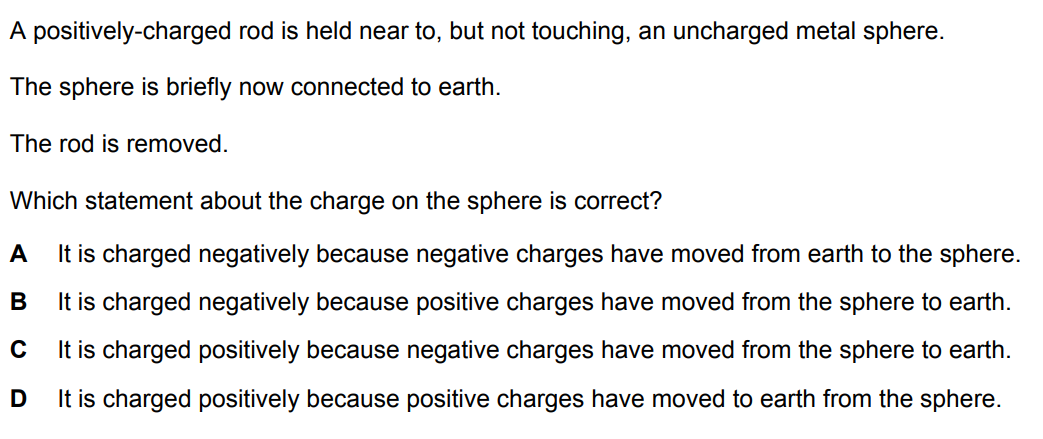 A positively-charged rod is held near to, but not touching, an uncharged metal sphere.
The sphere is briefly now connected to earth.
The rod is removed.
Which statement about the charge on the sphere is correct?
A It is charged negatively because negative charges have moved from earth to the sphere.
B It is charged negatively because positive charges have moved from the sphere to earth.
C It is charged positively because negative charges have moved from the sphere to earth.
D It is charged positively because positive charges have moved to earth from the sphere.